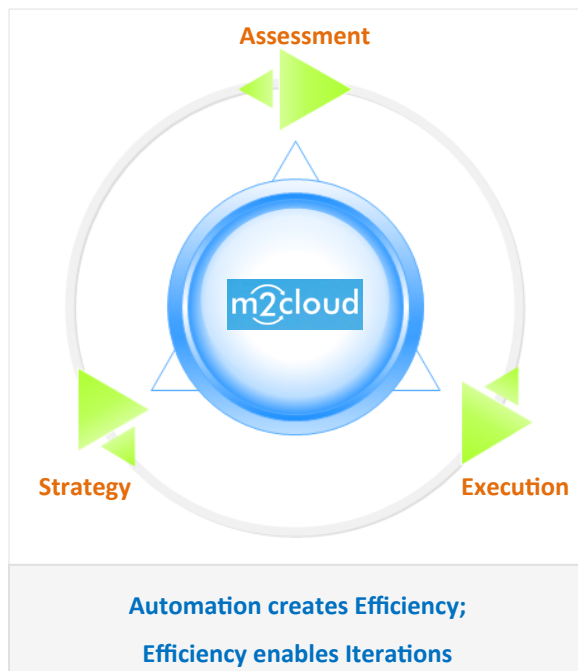 Assessment
m2cloud
Strategy
Execution
Automation creates Efficiency;
Efficiency enables Iterations